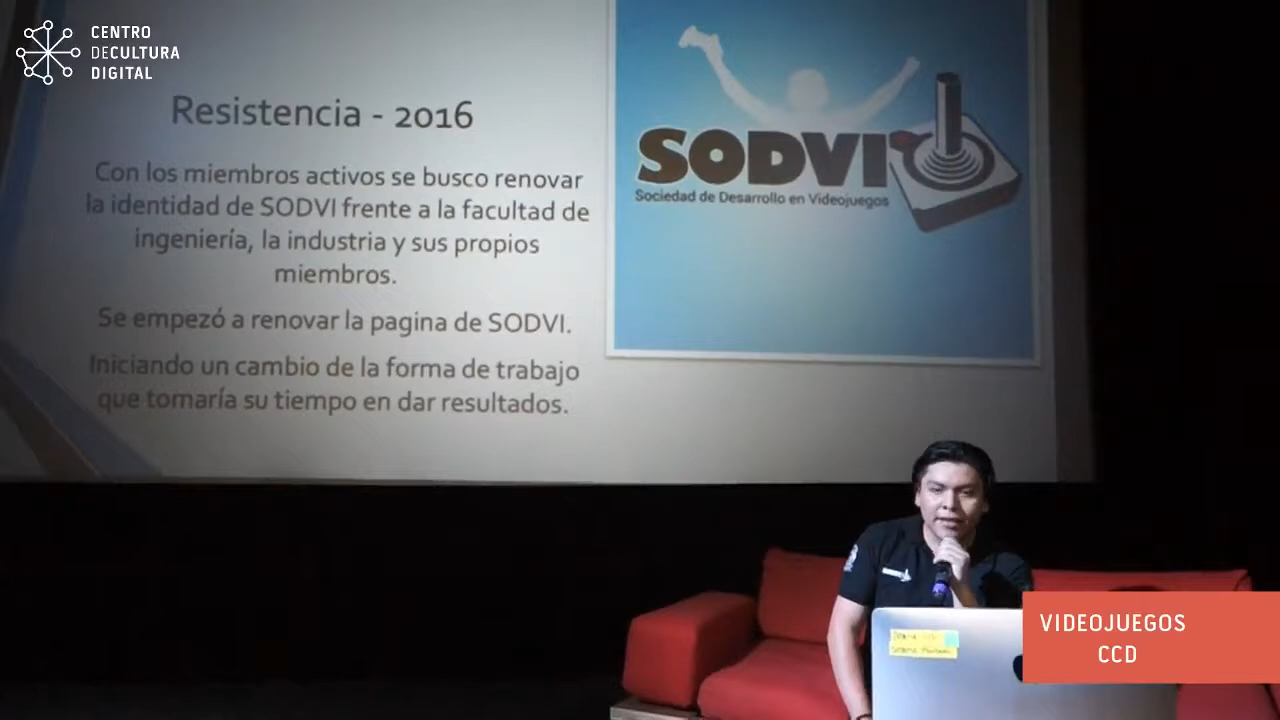 CENTRO
DECULTURA
DIGITAL
Resistencia - 2016
Con los miembros activos se busco renovar
la identidad de SODVI frente a la facultad de
ingeniería, la industria y sus propios
miembros.
Se empezó a renovar la pagina de SODVI.
Iniciando un cambio de la forma de trabajo
que tomaría su tiempo en dar resultados.
SODVI
Sociedad de Desarrollo en Videojuegos
VIDEOJUEGOS
CCD